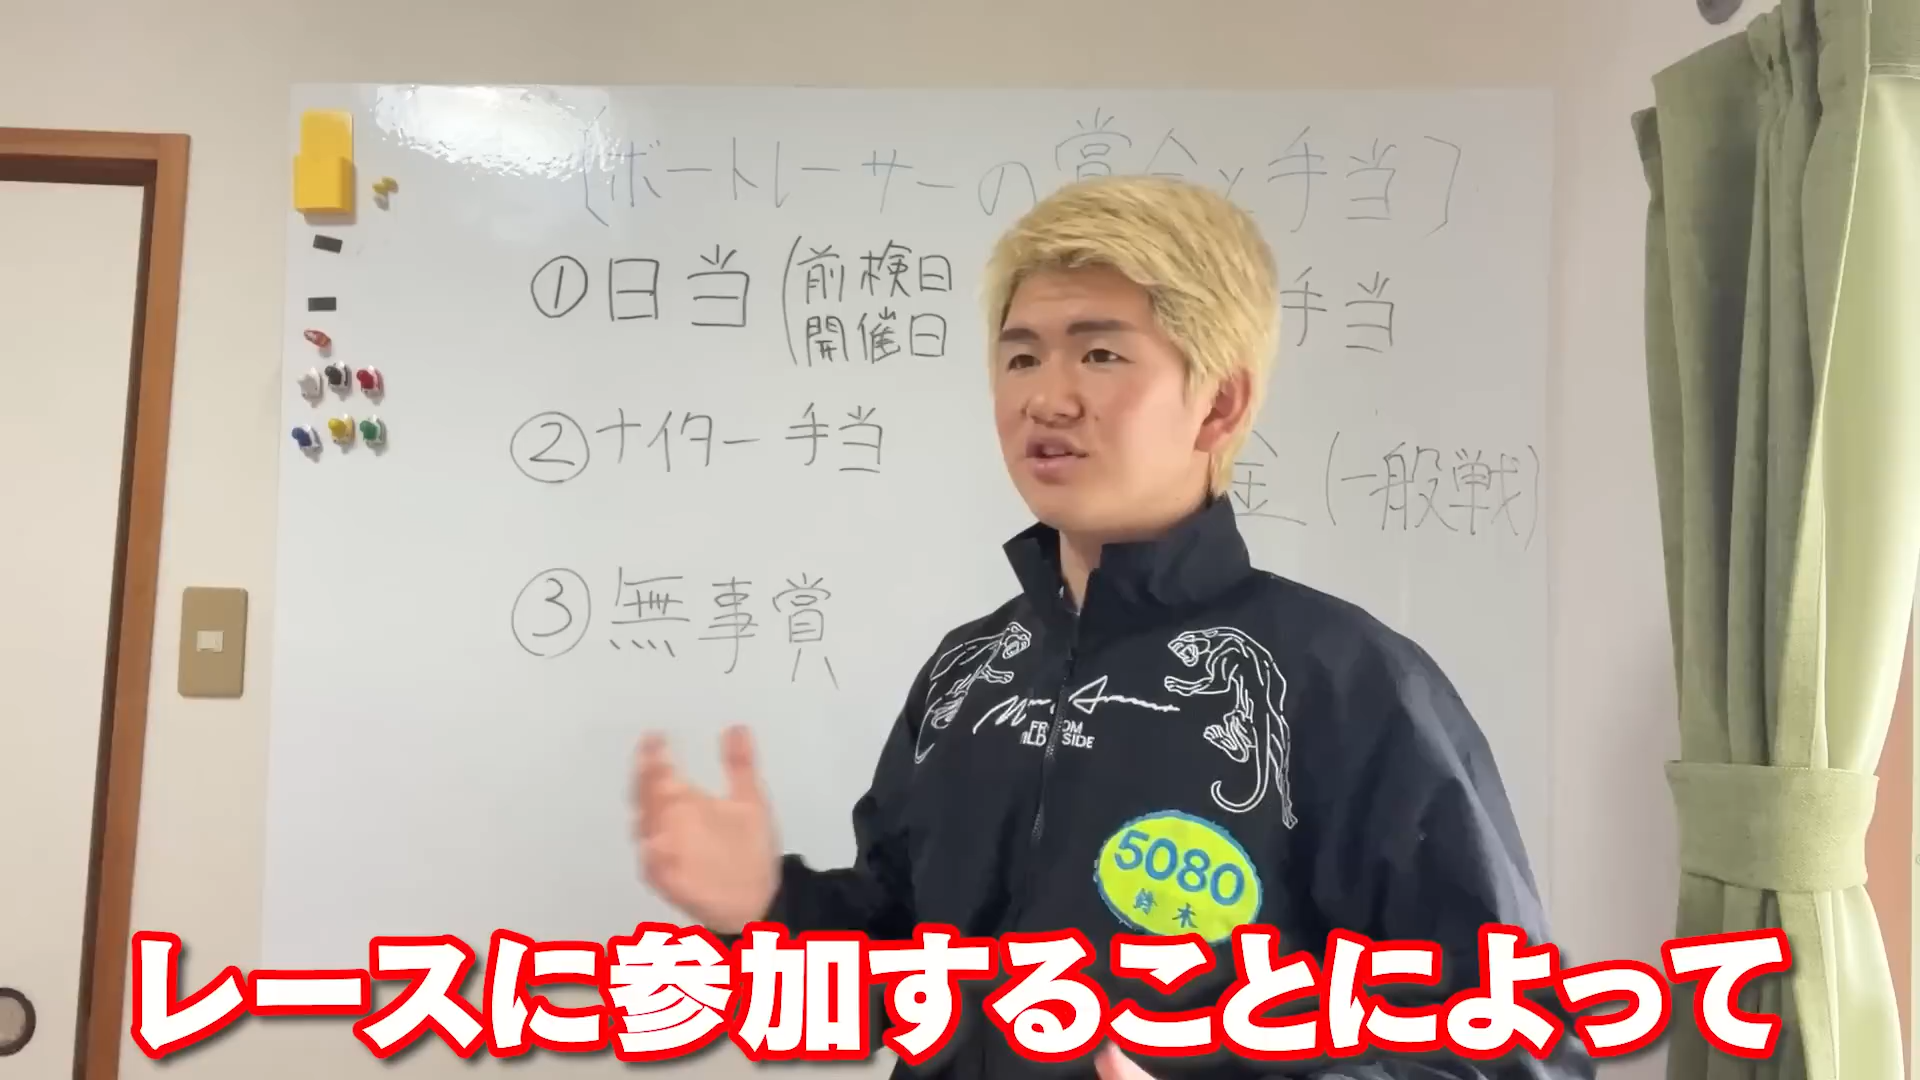 〔ボートレーサーの賞金と手当〕
①日当(前検日
開催日
手当
②ナイター手当
金(一般戦)
③無事賞
5080
鈴木
レースに参加することによって